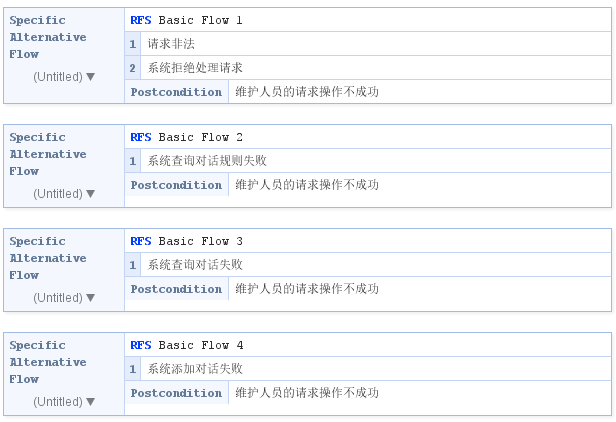 Specific Alternative Flow
(Untitled) ▼
RFS Basic Flow 1
1 请求非法
2 系统拒绝处理请求
Postcondition 维护人员的请求操作不成功
Specific Alternative Flow
(Untitled) ▼
RFS Basic Flow 2
1 系统查询对话规则失败
Postcondition 维护人员的请求操作不成功
Specific Alternative Flow
(Untitled) ▼
RFS Basic Flow 3
1 系统查询对话失败
Postcondition 维护人员的请求操作不成功
Specific Alternative Flow
(Untitled) ▼
RFS Basic Flow 4
1 系统添加对话失败
Postcondition 维护人员的请求操作不成功